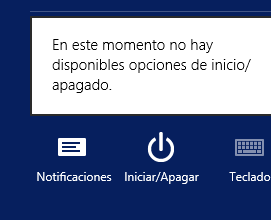 En este momento no hay
disponibles opciones de inicio/
apagado.
Notificaciones Iniciar/Apagar Teclado